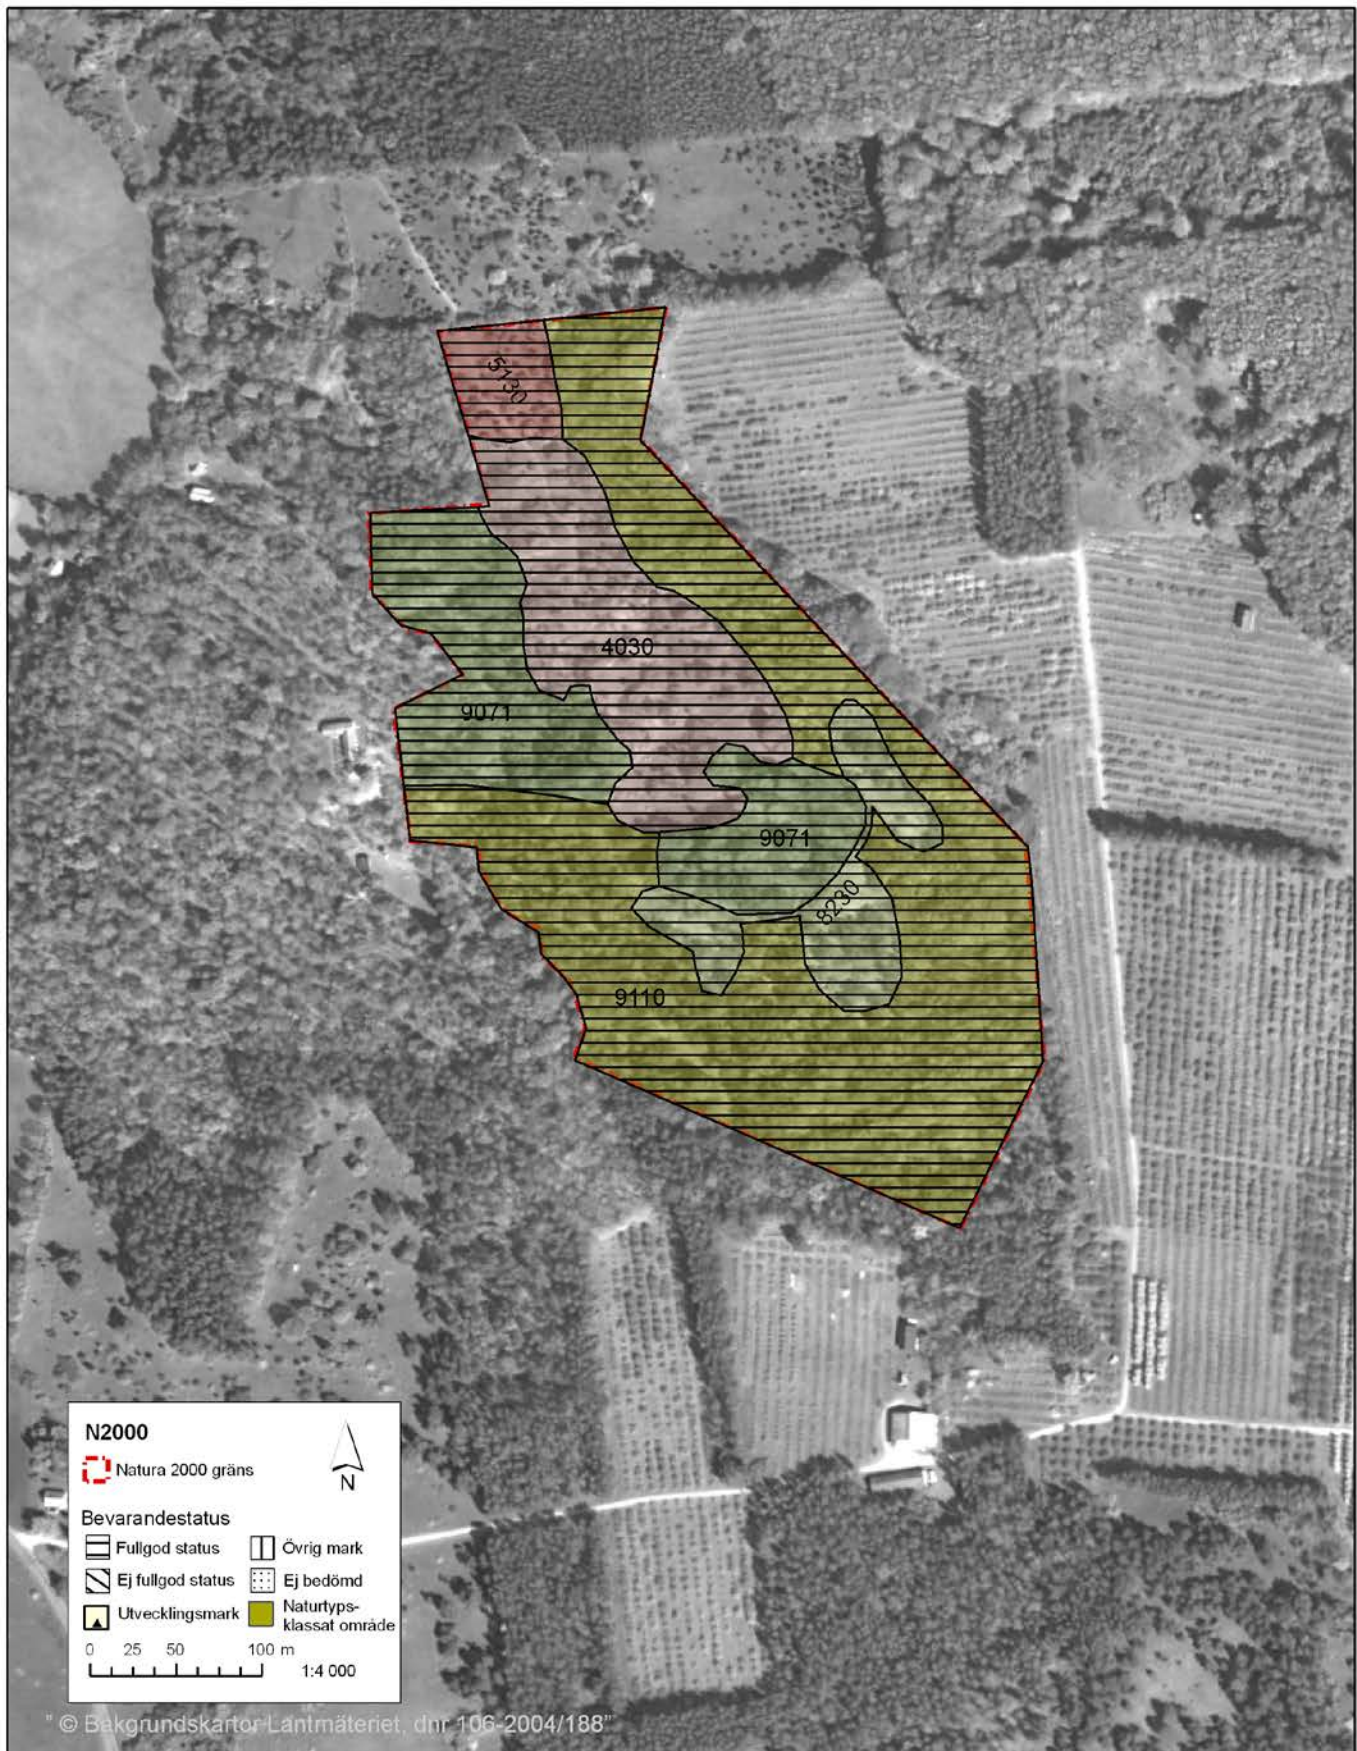 5130
4030
9071
9071
8230
9110
N2000
Natura 2000 gräns
N
Bevarandestatus
Fullgod status
Övrig mark
Ej fullgod status
Ej bedömd
Utvecklingsmark
Naturtyps-
klassat område
0 25 50 100 m
1:4 000
" © Bakgrundskartor Lantmäteriet, dnr 106-2004/188"